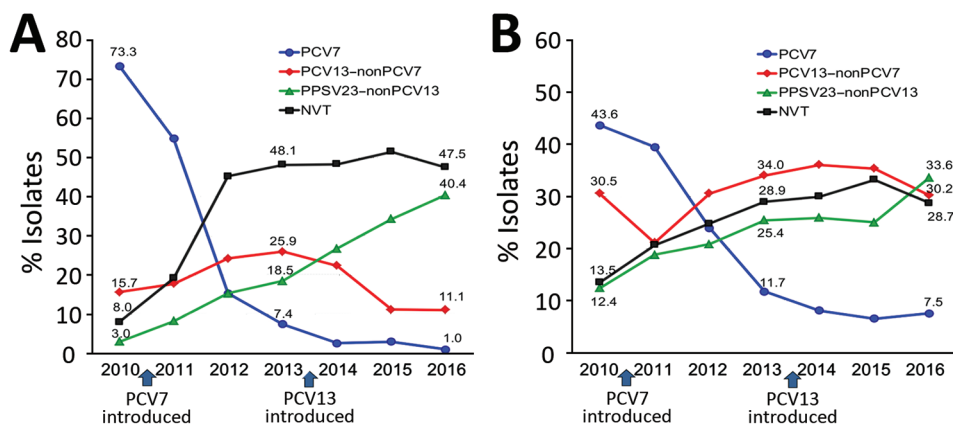 A
80
70
60
50
40
30
20
10
0
% Isolates
PCV7
PCV13–nonPCV7
PPSV23–nonPCV13
NVT
73.3
15.7
8.0
3.0
48.1
25.9
18.5
7.4
47.5
40.4
11.1
1.0
2010 2011 2012 2013 2014 2015 2016
PCV7
introduced
PCV13
introduced
B
60
50
40
30
20
10
0
% Isolates
PCV7
PCV13–nonPCV7
PPSV23–nonPCV13
NVT
43.6
30.5
13.5
12.4
34.0
28.9
25.4
11.7
33.6
30.2
28.7
7.5
2010 2011 2012 2013 2014 2015 2016
PCV7
introduced
PCV13
introduced